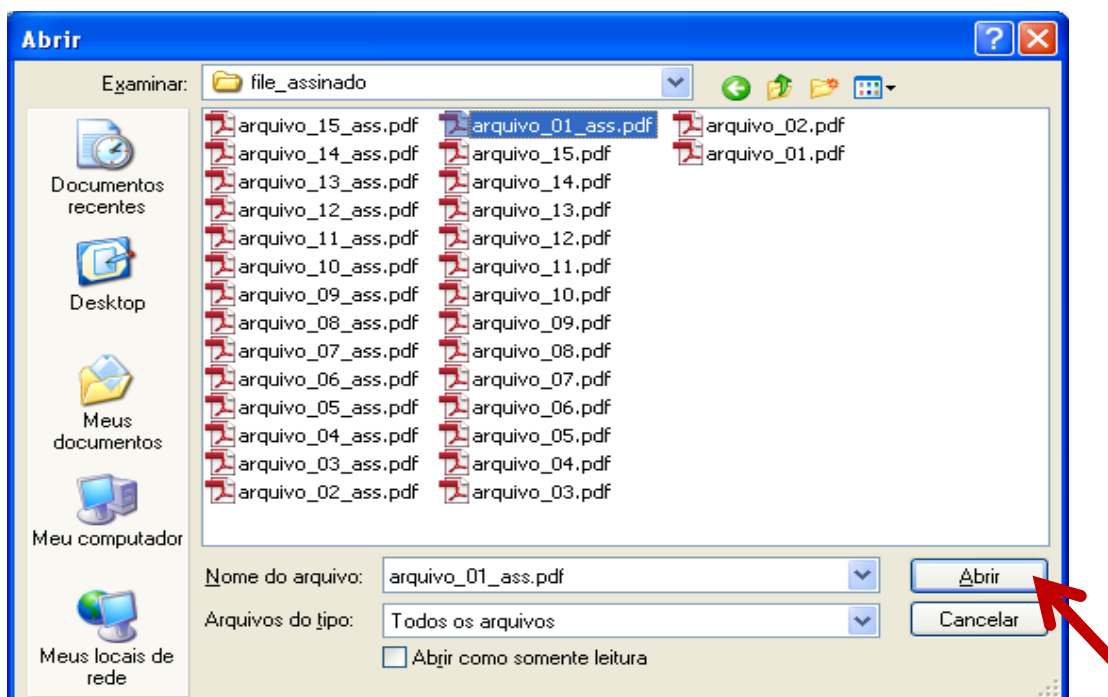 Abrir
Examinar:
file_assinado
Documentos
recentes
Desktop
Meus
documentos
Meu computador
Meus locais de
rede
arquivo_15_ass.pdf
arquivo_14_ass.pdf
arquivo_13_ass.pdf
arquivo_12_ass.pdf
arquivo_11_ass.pdf
arquivo_10_ass.pdf
arquivo_09_ass.pdf
arquivo_08_ass.pdf
arquivo_07_ass.pdf
arquivo_06_ass.pdf
arquivo_05_ass.pdf
arquivo_04_ass.pdf
arquivo_03_ass.pdf
arquivo_02_ass.pdf
arquivo_01_ass.pdf
arquivo_15.pdf
arquivo_14.pdf
arquivo_13.pdf
arquivo_12.pdf
arquivo_11.pdf
arquivo_10.pdf
arquivo_09.pdf
arquivo_08.pdf
arquivo_07.pdf
arquivo_06.pdf
arquivo_05.pdf
arquivo_04.pdf
arquivo_03.pdf
arquivo_02.pdf
arquivo_01.pdf
Nome do arquivo:
arquivo_01_ass.pdf
Abrir
Arquivos do tipo:
Todos os arquivos
Cancelar
Abrir como somente leitura